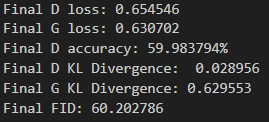 Final D loss: 0.654546
Final G loss: 0.630702
Final D accuracy: 59.983794%
Final D KL Divergence:  0.028956
Final G KL Divergence: 0.629553
Final FID: 60.202786